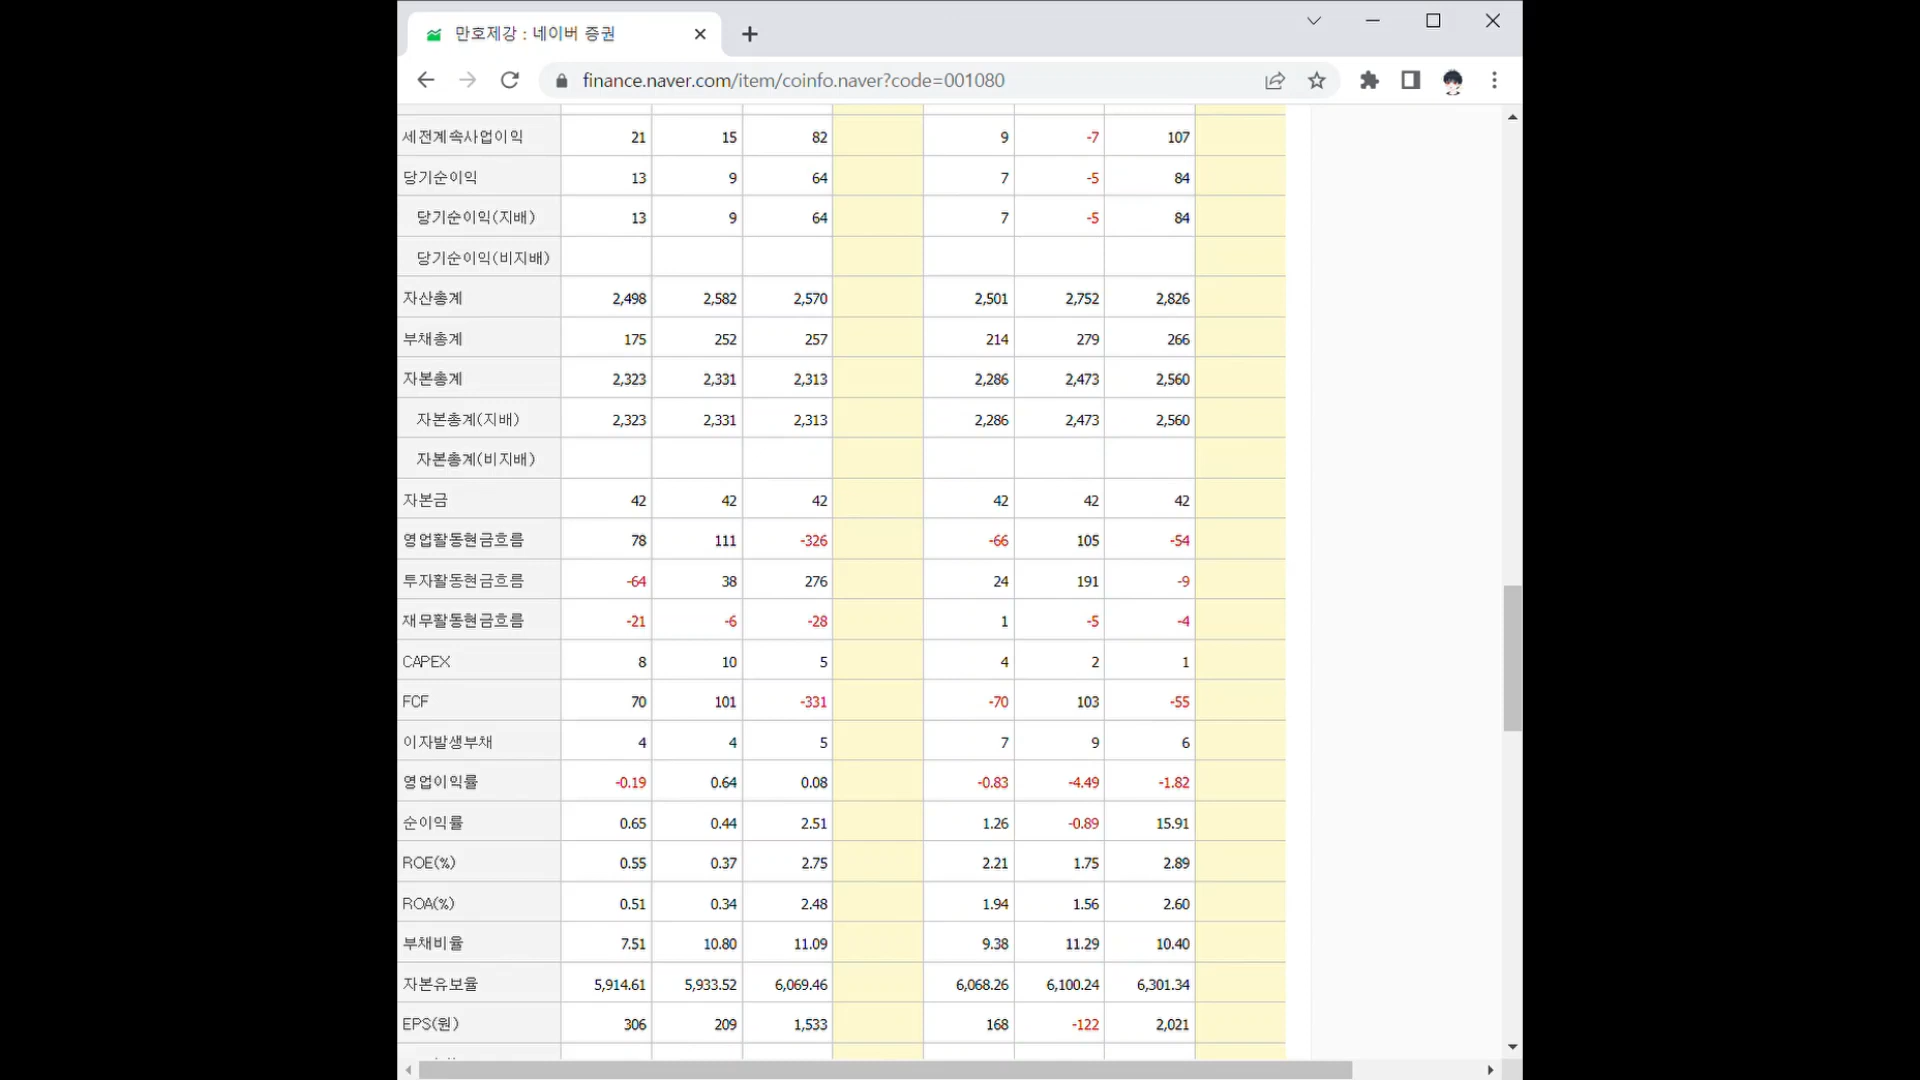 만호제강 : 네이버 증권
finance.naver.com/item/coinfo.naver?code=001080
세전계속사업이익 21 15 82 9 -7 107
당기순이익 13 9 64 7 -5 84
당기순이익(지배) 13 9 64 7 -5 84
당기순이익(비지배)
자산총계 2,498 2,582 2,570 2,501 2,752 2,826
부채총계 175 252 257 214 279 266
자본총계 2,323 2,331 2,313 2,286 2,473 2,560
자본총계(지배) 2,323 2,331 2,313 2,286 2,473 2,560
자본총계(비지배)
자본금 42 42 42 42 42 42
영업활동현금흐름 78 111 -326 -66 105 -54
투자활동현금흐름 -64 38 276 24 191 -9
재무활동현금흐름 -21 -6 -28 1 -5 -4
CAPEX 8 10 5 4 2 1
FCF 70 101 -331 -70 103 -55
이자발생부채 4 4 5 7 9 6
영업이익률 -0.19 0.64 0.08 -0.83 -4.49 -1.82
순이익률 0.65 0.44 2.51 1.26 -0.89 15.91
ROE(%) 0.55 0.37 2.75 2.21 1.75 2.89
ROA(%) 0.51 0.34 2.48 1.94 1.56 2.60
부채비율 7.51 10.80 11.09 9.38 11.29 10.40
자본유보율 5,914.61 5,933.52 6,069.46 6,068.26 6,100.24 6,301.34
EPS(원) 306 209 1,533 168 -122 2,021